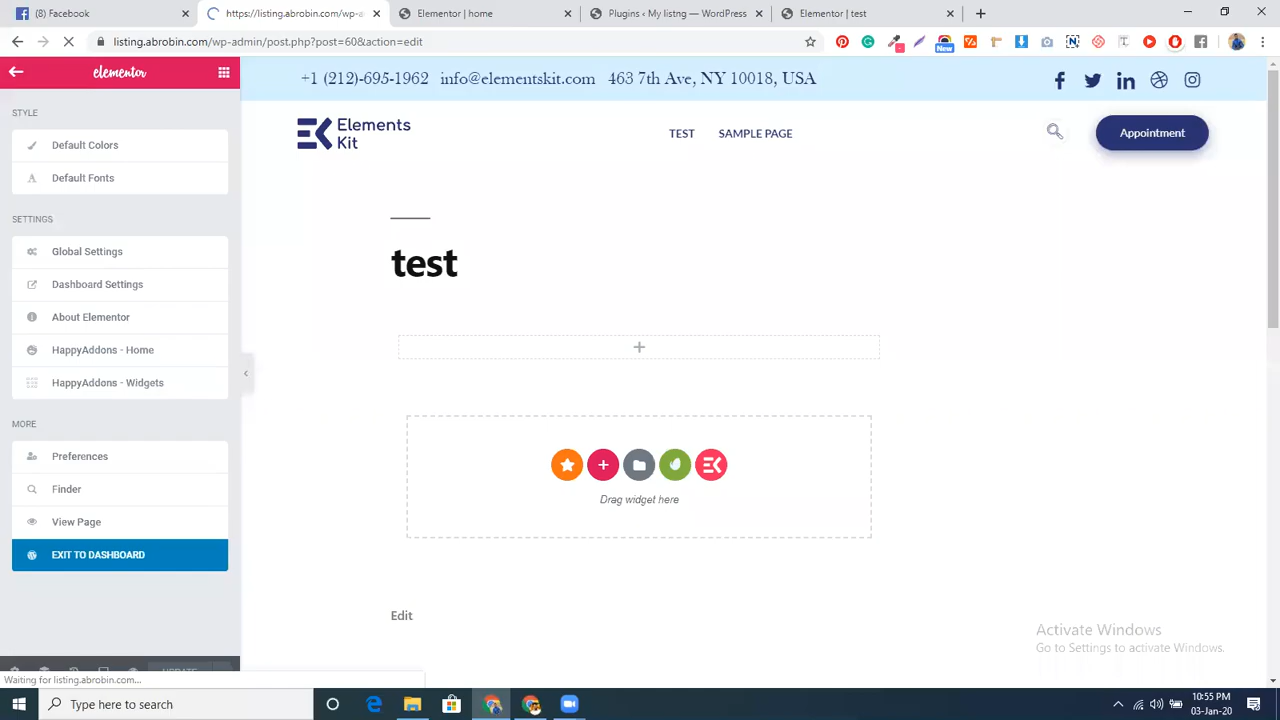 Facebook
listing.abrobin.com/wp-ad
Elementor | home
Plugins ‹ My listng — WordPress
Elementor | test
listing.abrobin.com/wp-admin/post.php?post=60&action=edit
New
elementor
+1 (212)-695-1962 info@elementskit.com 463 7th Ave, NY 10018, USA
STYLE
Default Colors
Default Fonts
Elements
Kit
TEST SAMPLE PAGE
Appointment
SETTINGS
Global Settings
Dashboard Settings
About Elementor
HappyAddons - Home
HappyAddons - Widgets
test
MORE
Preferences
Finder
View Page
EXIT TO DASHBOARD
Drag widget here
Edit
Activate Windows
Go to Settings to activate Windows.
UPDATE
Waiting for listing.abrobin.com...
Type here to search
10:55 PM
03-Jan-20